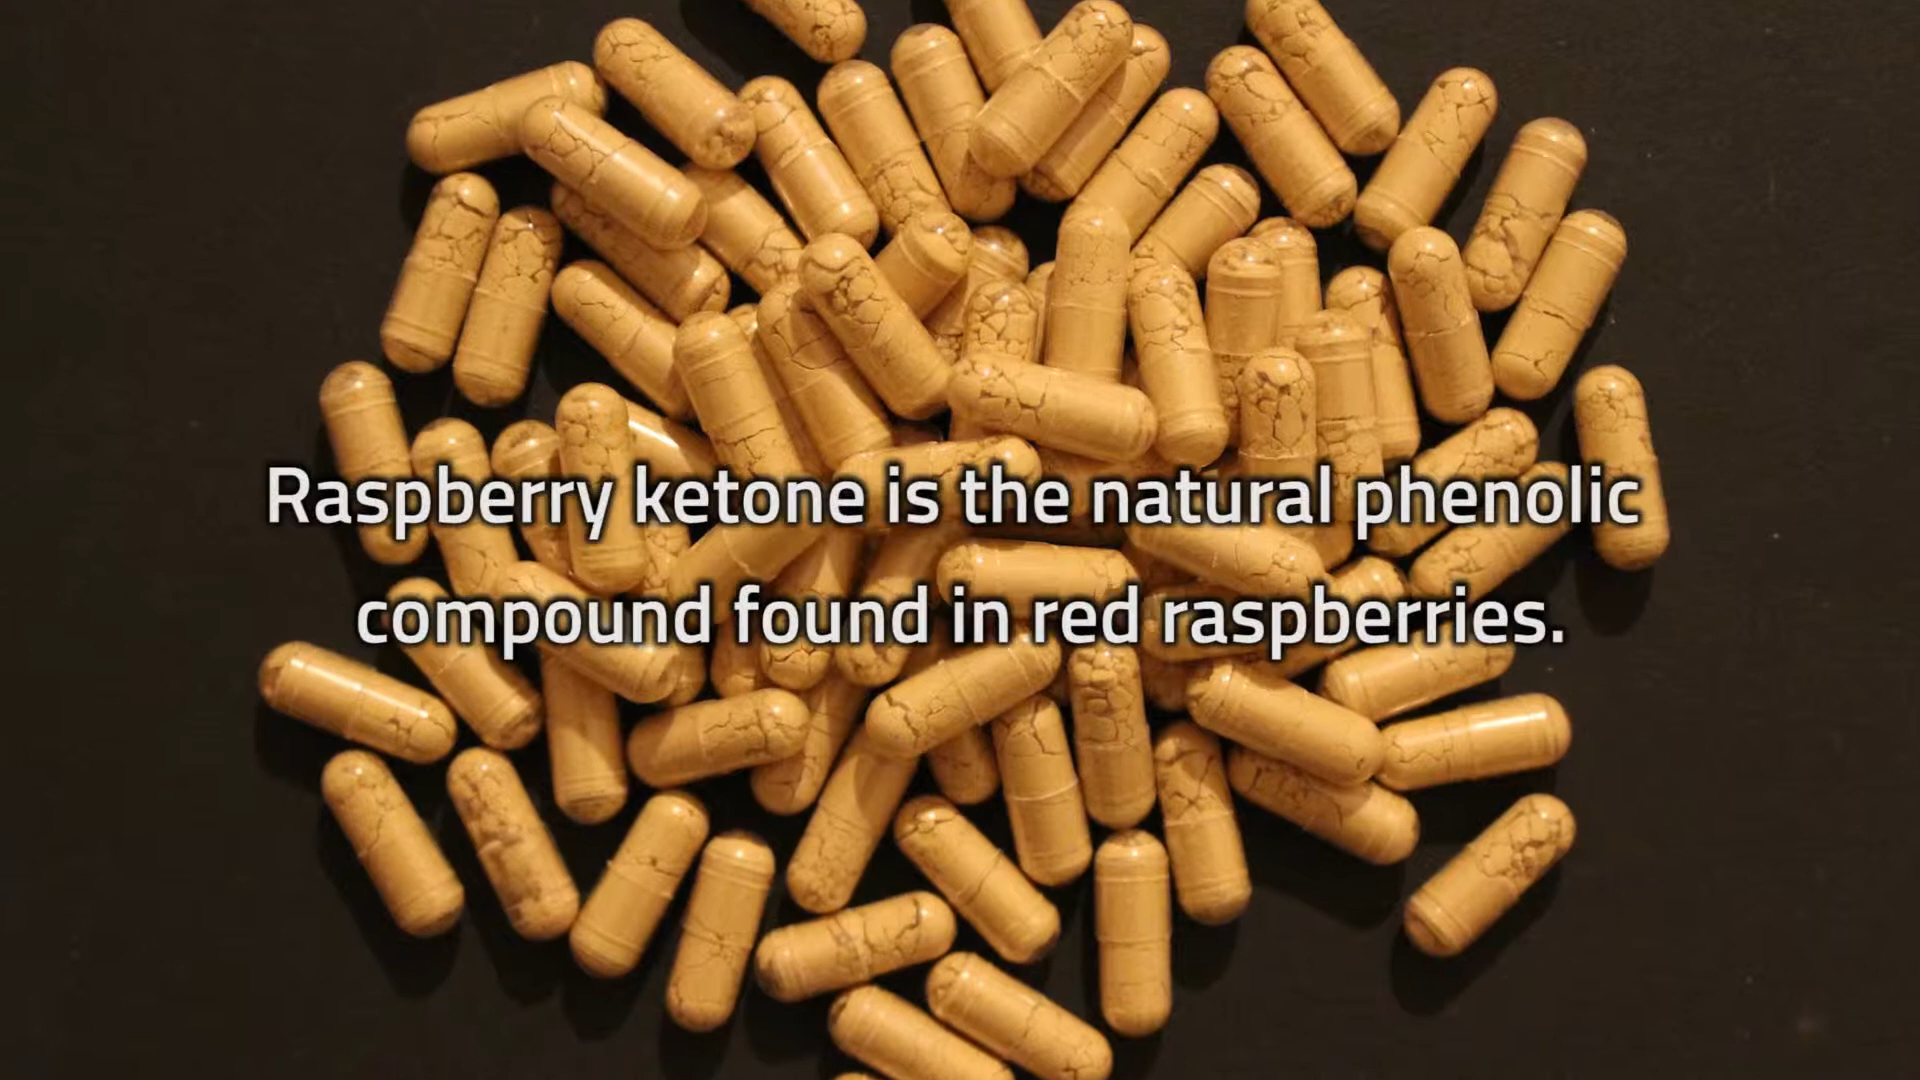 Raspberry ketone is the natural phenolic
compound found in red raspberries.